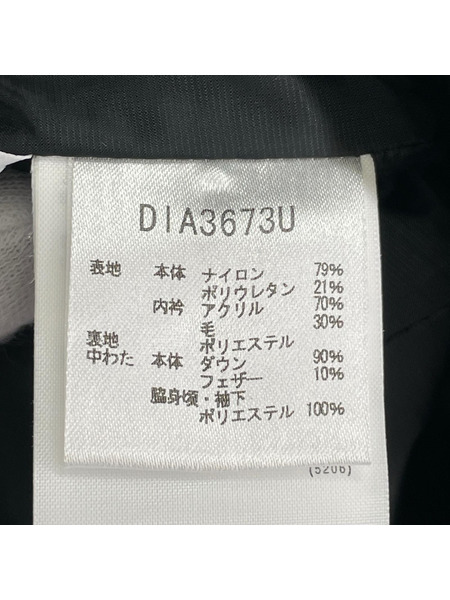 DIA3673U
表地 本体 ナイロン 79%
ポリウレタン 21%
内衿 アクリル 70%
毛 30%
裏地 ポリエステル
中わた 本体 ダウン 90%
フェザー 10%
脇身頃・袖下
ポリエステル 100%
(5206)